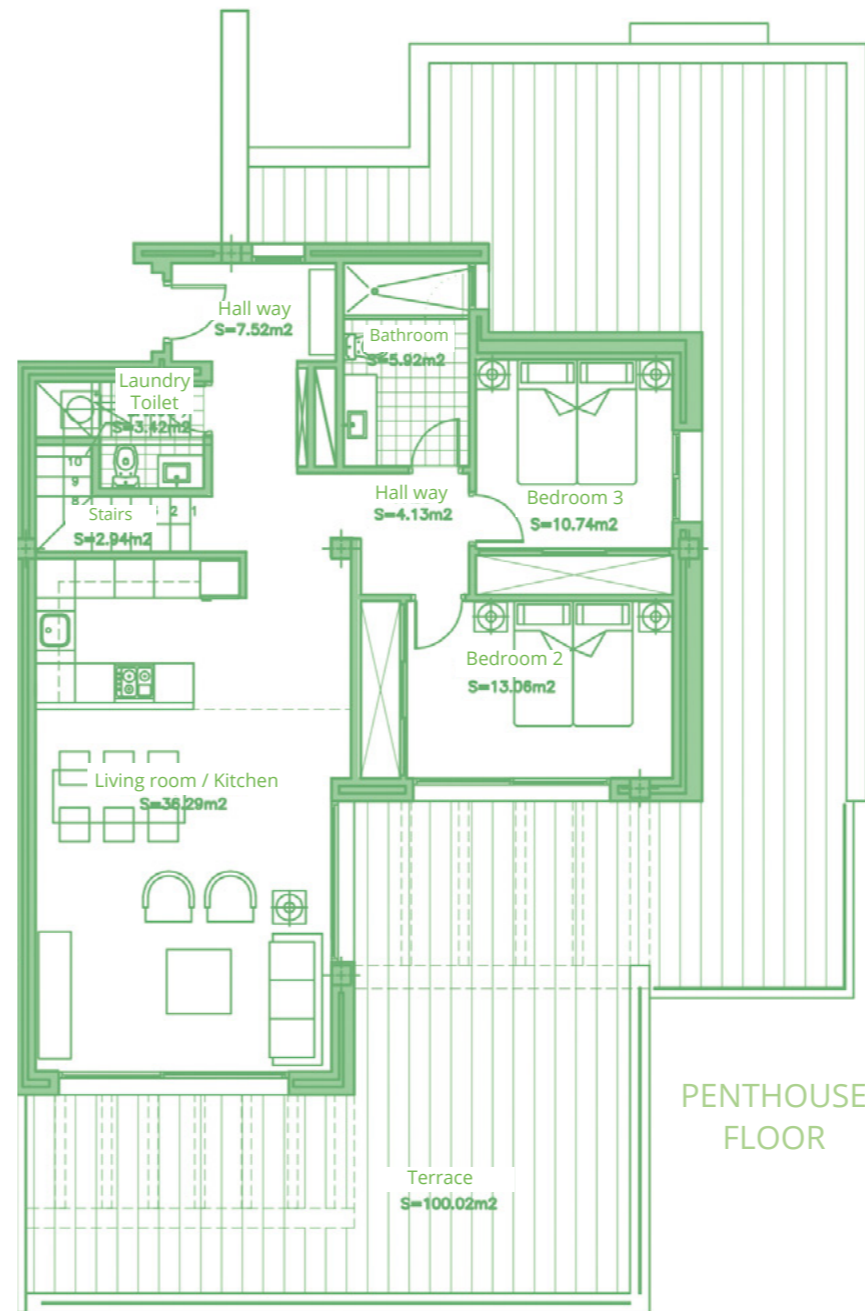 Hall way
S=7.52m2
Bathroom
S=5.92m2
Laundry
Toilet
S=3.42m2
10
9
8
2 1
Stairs
S=2.94m2
Hall way
S=4.13m2
Bedroom 3
S=10.74m2
Bedroom 2
S=13.06m2
Living room / Kitchen
S=36.29m2
PENTHOUSE
FLOOR
Terrace
S=100.02m2